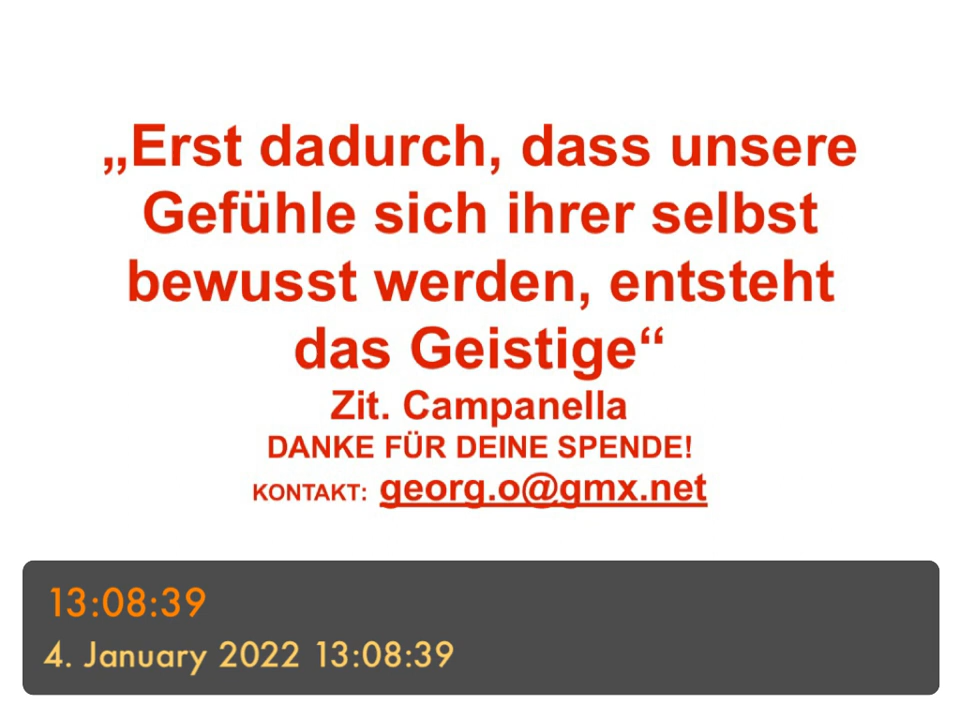 „Erst dadurch, dass unsere
Gefühle sich ihrer selbst
bewusst werden, entsteht
das Geistige“
Zit. Campanella
DANKE FÜR DEINE SPENDE!
KONTAKT: georg.o@gmx.net
13:08:39
4. January 2022 13:08:39